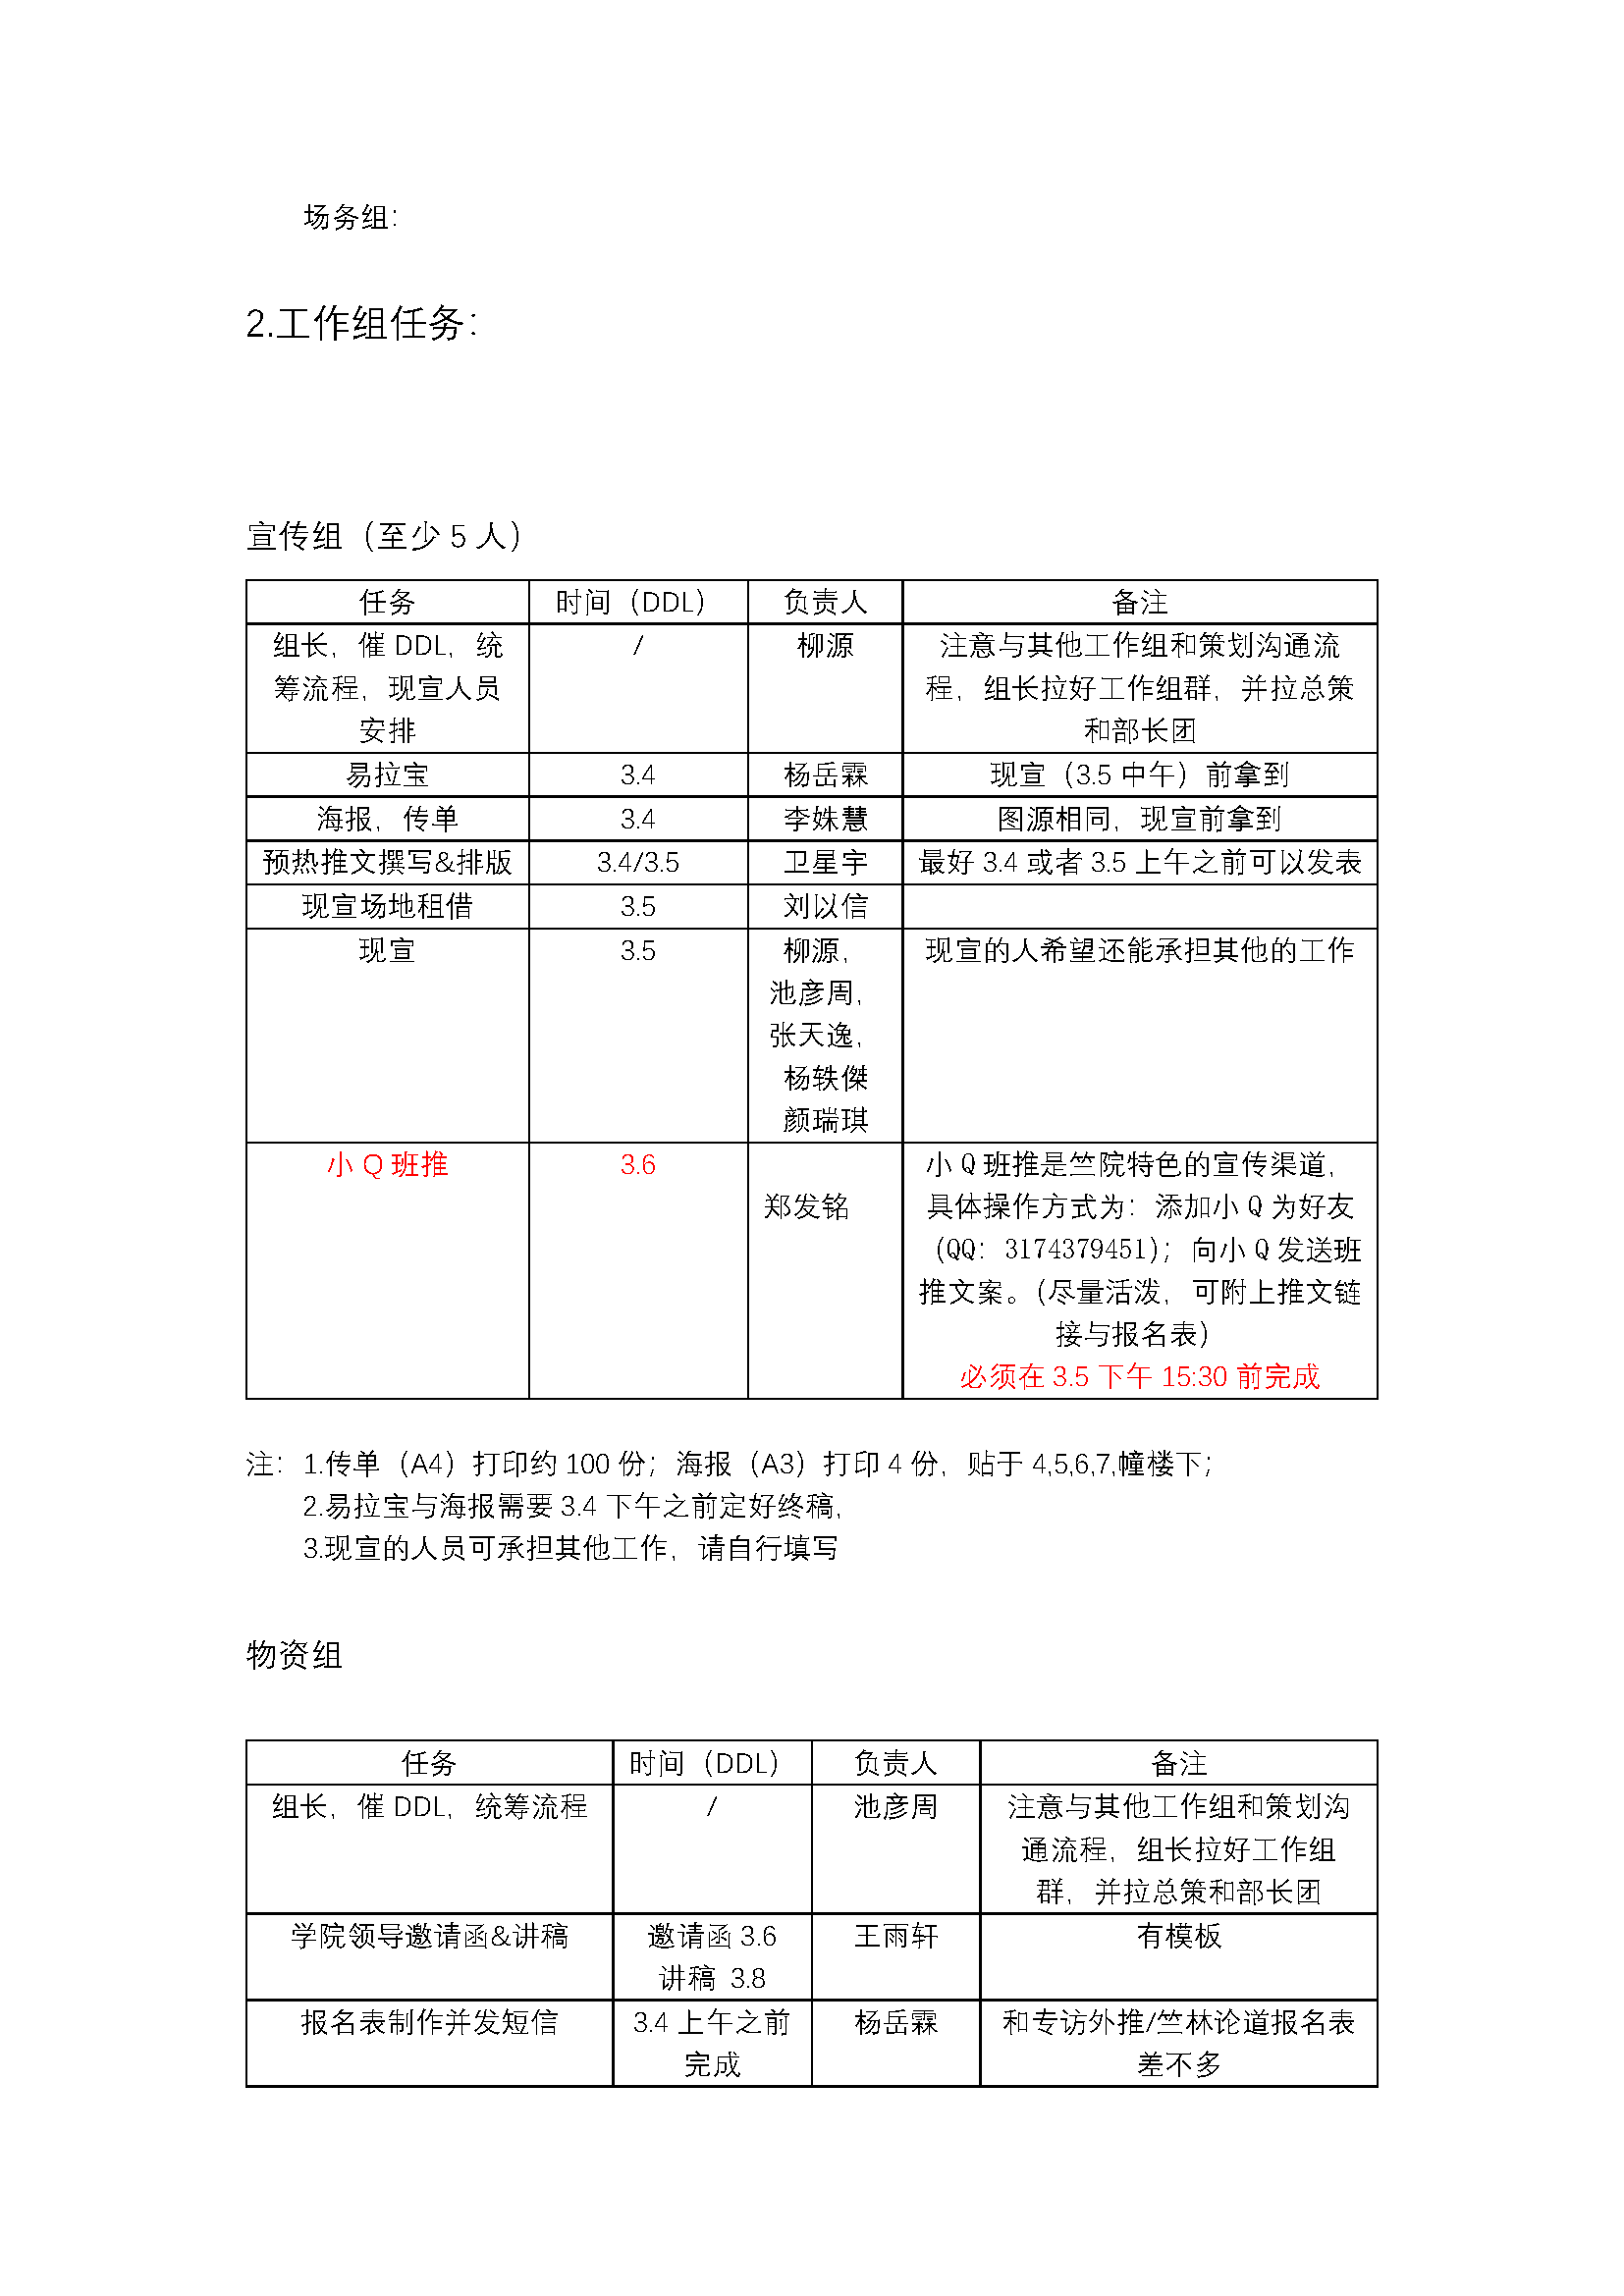 场务组：
2.工作组任务：
宣传组（至少 5 人）
任务 时间（DDL） 负责人 备注
组长，催 DDL，统 / 柳源 注意与其他工作组和策划沟通流
筹流程，现宣人员 程，组长拉好工作组群，并拉总策
安排 和部长团
易拉宝 3.4 杨岳霖 现宣（3.5 中午）前拿到
海报，传单 3.4 李姝慧 图源相同，现宣前拿到
预热推文撰写&排版 3.4/3.5 卫星宇 最好 3.4 或者 3.5 上午之前可以发表
现宣场地租借 3.5 刘以信
现宣 3.5 柳源， 现宣的人希望还能承担其他的工作
池彦周，
张天逸，
杨轶傑
颜瑞琪
小 Q 班推 3.6 小 Q 班推是竺院特色的宣传渠道，
郑发铭 具体操作方式为：添加小 Q 为好友
（QQ：3174379451）；向小 Q 发送班
推文案。（尽量活泼，可附上推文链
接与报名表）
必须在 3.5 下午 15:30 前完成
注：1.传单（A4）打印约 100 份；海报（A3）打印 4 份，贴于 4,5,6,7,幢楼下；
2.易拉宝与海报需要 3.4 下午之前定好终稿，
3.现宣的人员可承担其他工作，请自行填写
物资组
任务 时间（DDL） 负责人 备注
组长，催 DDL，统筹流程 / 池彦周 注意与其他工作组和策划沟
通流程，组长拉好工作组
群，并拉总策和部长团
学院领导邀请函&讲稿 邀请函 3.6 王雨轩 有模板
讲稿 3.8
报名表制作并发短信 3.4 上午之前 杨岳霖 和专访外推/竺林论道报名表
完成 差不多